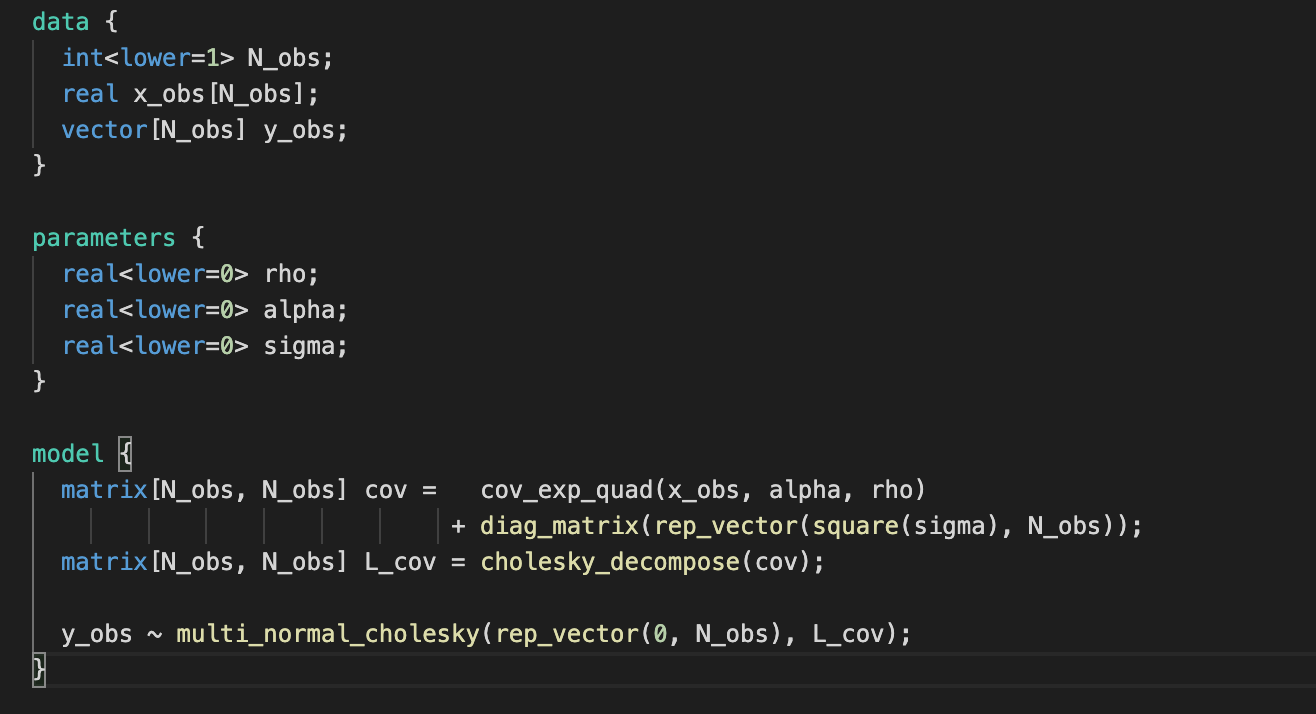 data {
  int<lower=1> N_obs;
  real x_obs[N_obs];
  vector[N_obs] y_obs;
}

parameters {
  real<lower=0> rho;
  real<lower=0> alpha;
  real<lower=0> sigma;
}

model {
  matrix[N_obs, N_obs] cov =   cov_exp_quad(x_obs, alpha, rho)
                             + diag_matrix(rep_vector(square(sigma), N_obs));
  matrix[N_obs, N_obs] L_cov = cholesky_decompose(cov);

  y_obs ~ multi_normal_cholesky(rep_vector(0, N_obs), L_cov);
}